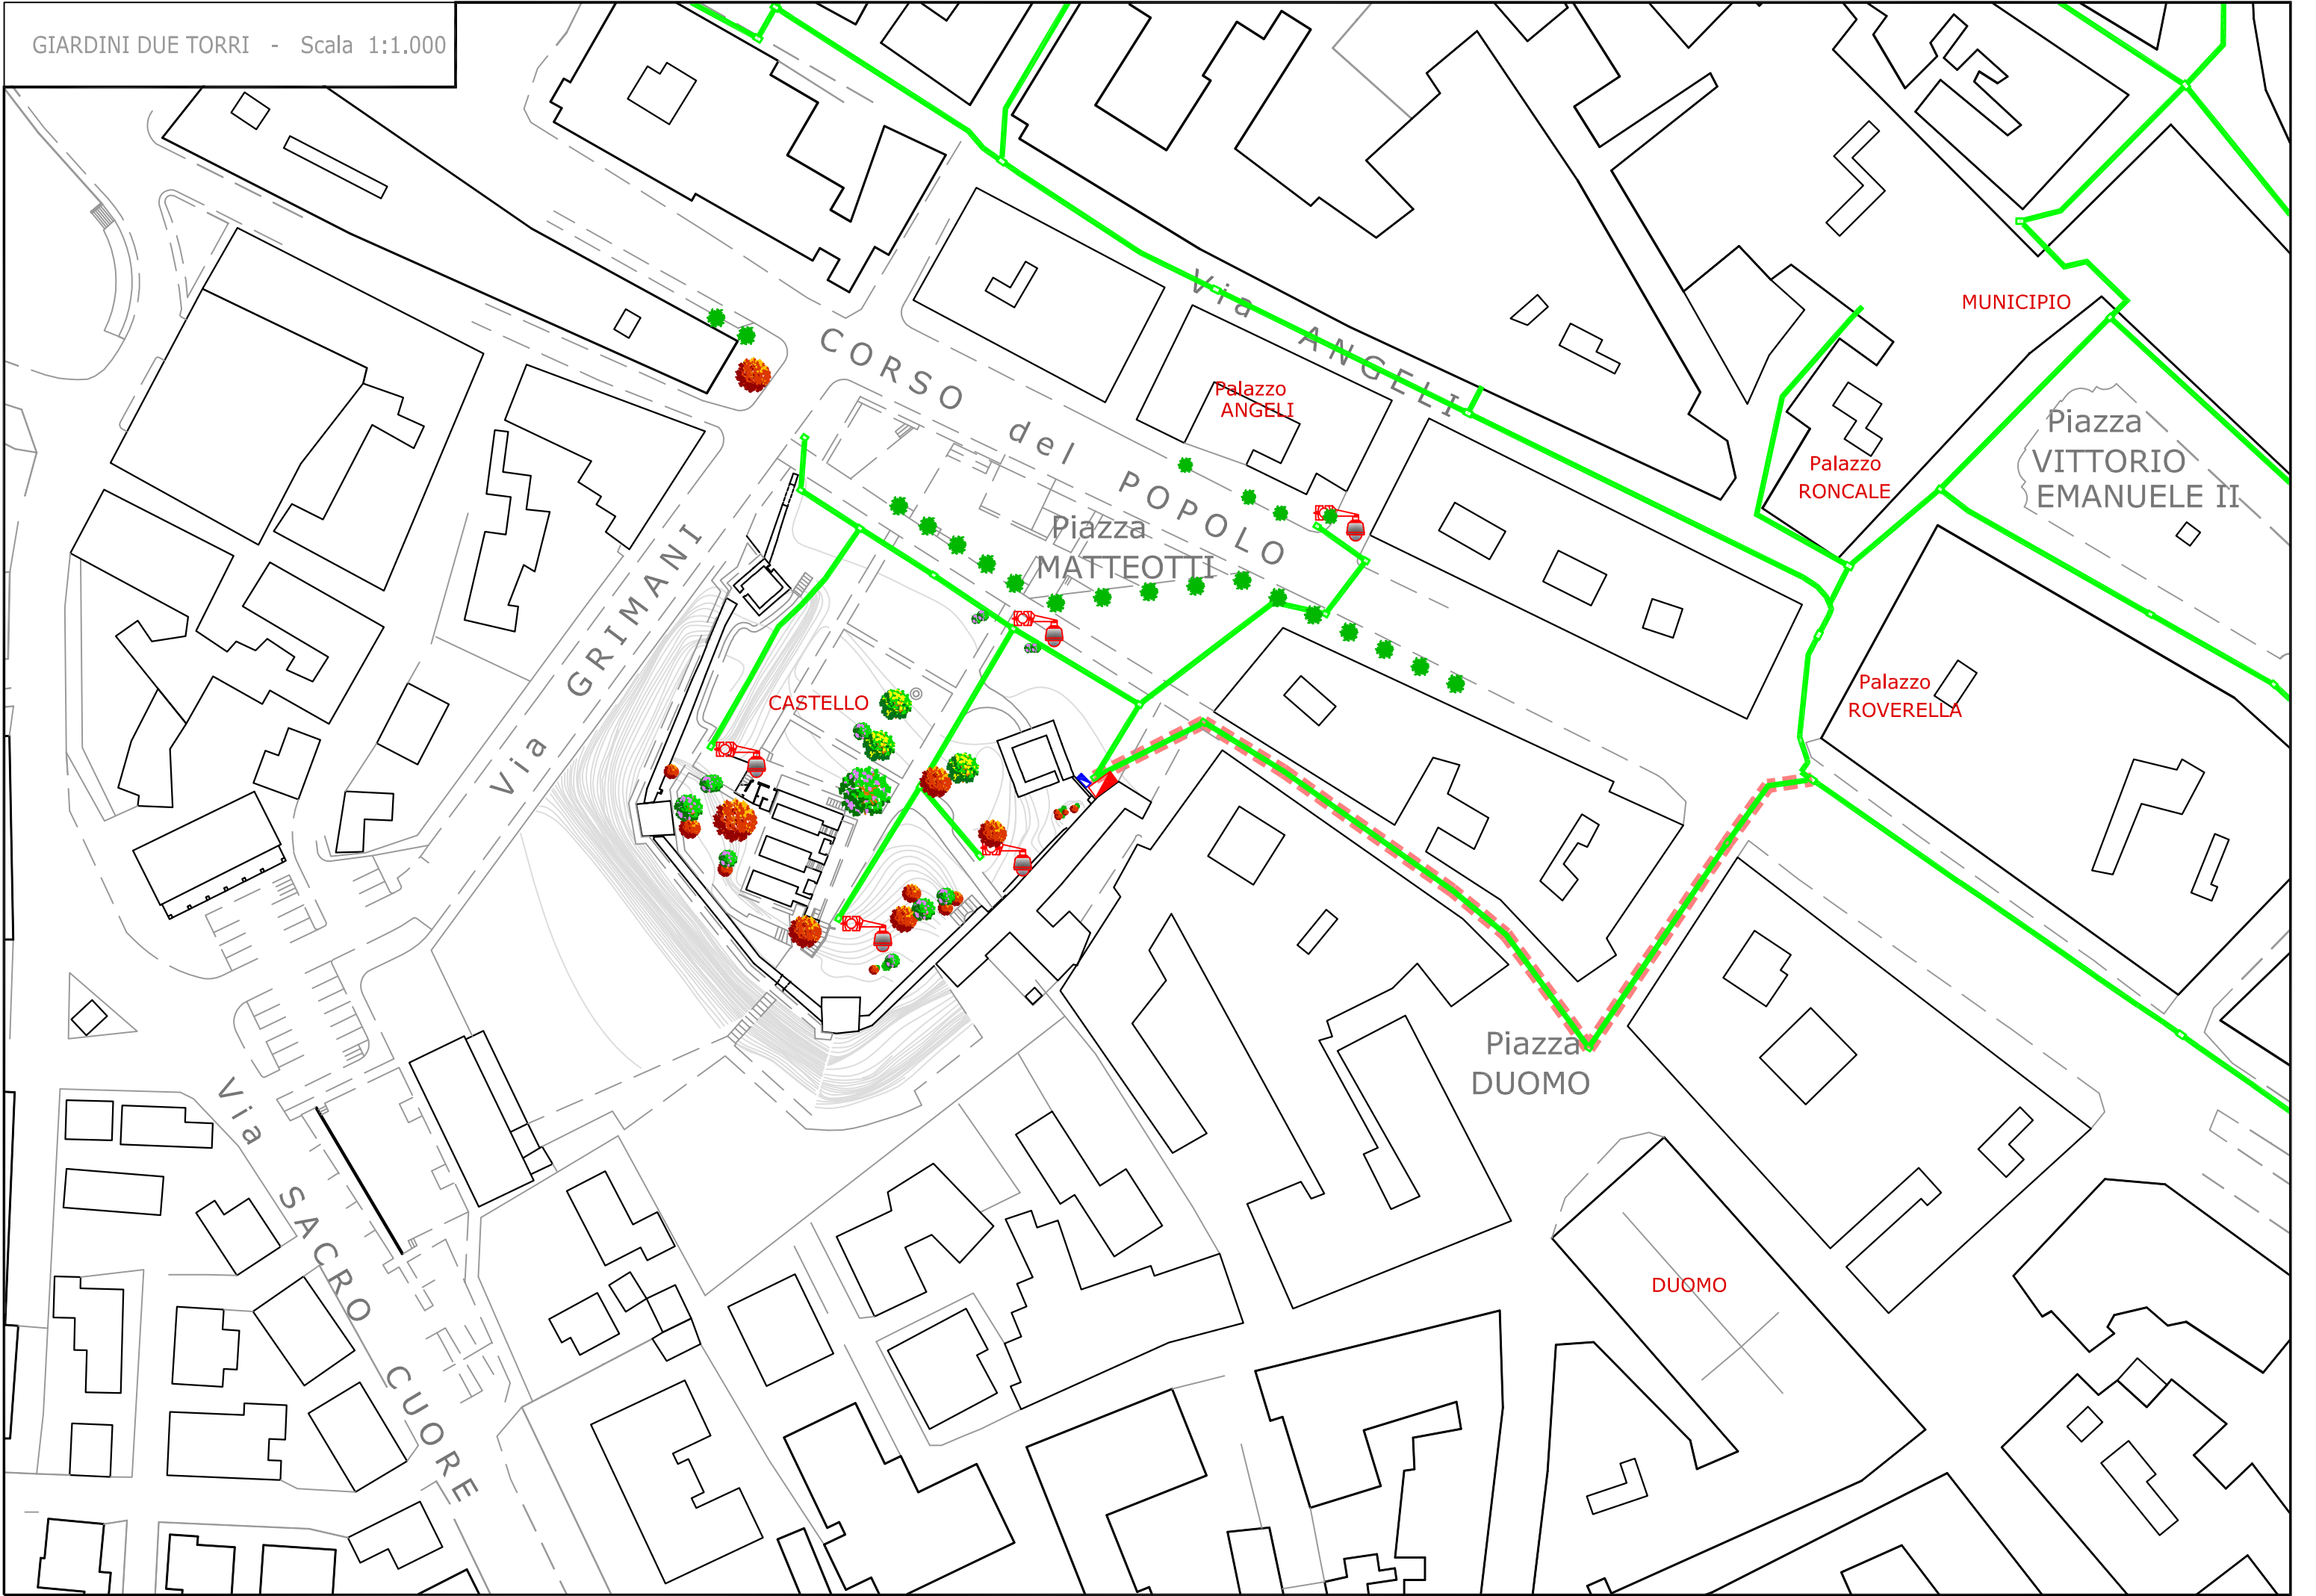 GIARDINI DUE TORRI - Scala 1:1.000
Via ANGELI
MUNICIPIO
CORSO del POPOLO
Palazzo
ANGELI
Piazza
VITTORIO
EMANUELE II
Palazzo
RONCALE
Piazza
MATTEOTTI
Via GRIMANI
CASTELLO
Palazzo
ROVERELLA
Piazza
DUOMO
Via SACRO CUORE
DUOMO